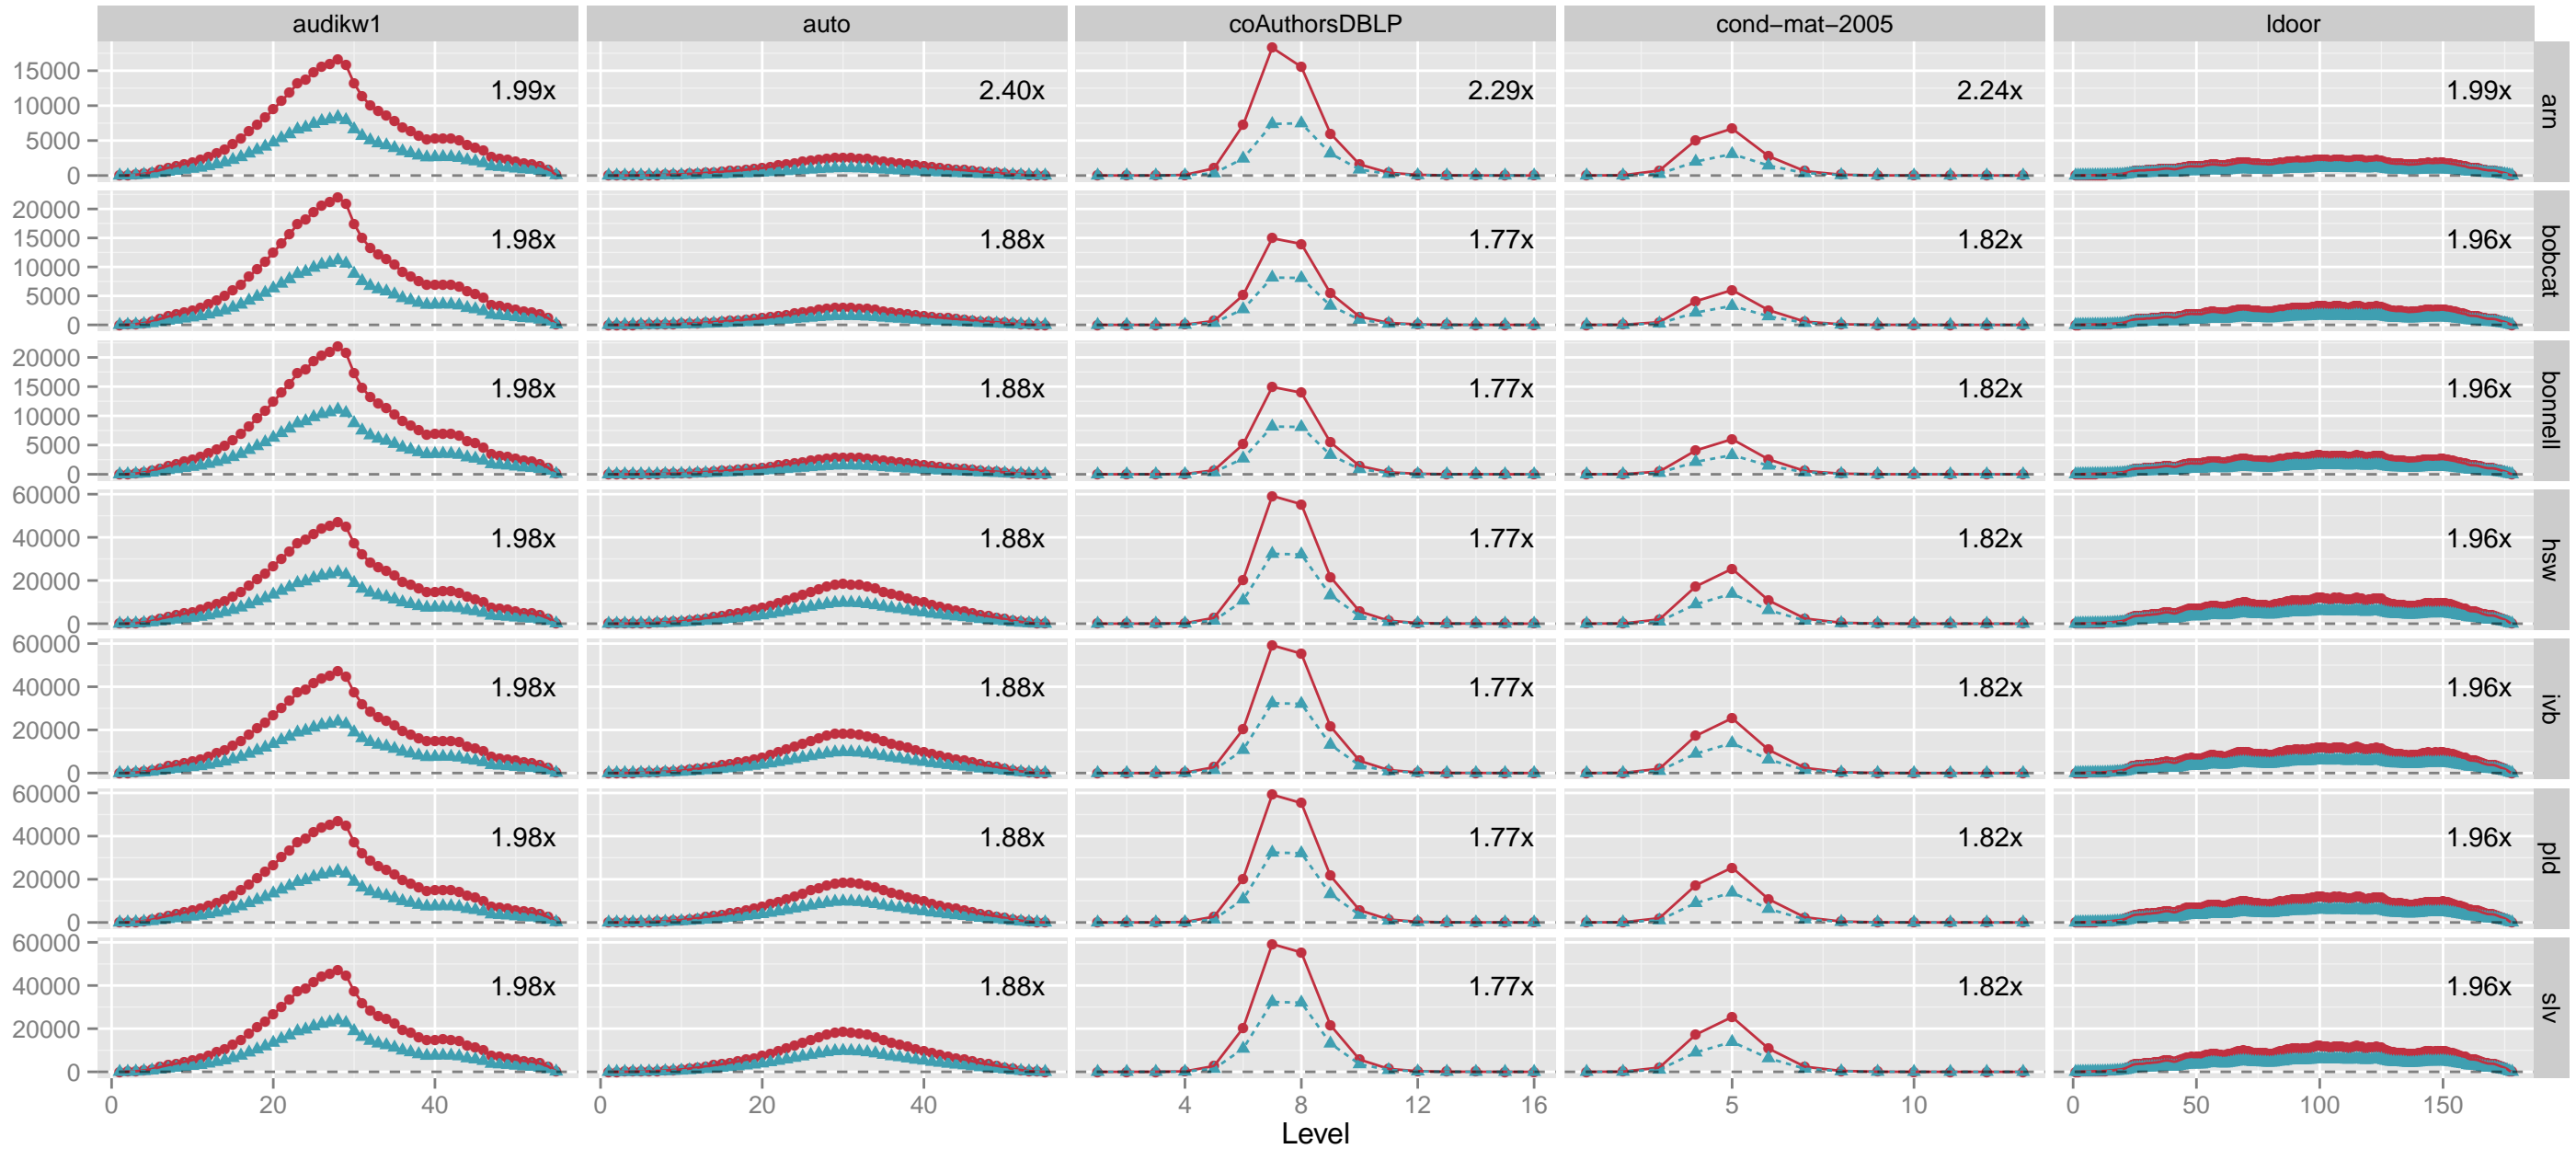 audikw1 auto coAuthorsDBLP cond−mat−2005 ldoor
15000
10000
5000
0
1.99x 2.40x 2.29x 2.24x 1.99x
arn
20000
15000
10000
5000
0
1.98x 1.88x 1.77x 1.82x 1.96x
bobcat
20000
15000
10000
5000
0
1.98x 1.88x 1.77x 1.82x 1.96x
bonnell
60000
40000
20000
0
1.98x 1.88x 1.77x 1.82x 1.96x
hsw
60000
40000
20000
0
1.98x 1.88x 1.77x 1.82x 1.96x
ivb
60000
40000
20000
0
1.98x 1.88x 1.77x 1.82x 1.96x
pld
60000
40000
20000
0
1.98x 1.88x 1.77x 1.82x 1.96x
slv
0 20 40 0 20 40 4 8 12 16 5 10 0 50 100 150
Level